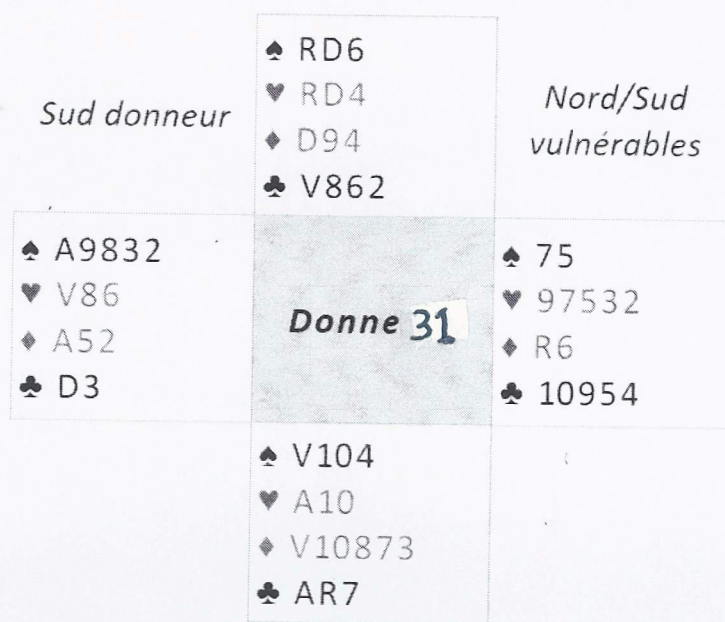 ♠ RD6
♥ RD4
♦ D94
♣ V862
Sud donneur
Nord/Sud
vulnérables
♠ A9832
♥ V86
♦ A52
♣ D3
Donne 31
♠ 75
♥ 97532
♦ R6
♣ 10954
♠ V104
♥ A10
♦ V10873
♣ AR7